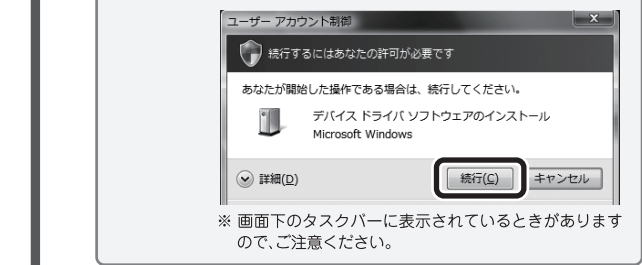 ユーザー アカウント制御
続行するにはあなたの許可が必要です
あなたが開始した操作である場合は、続行してください。
デバイス ドライバ ソフトウェアのインストール
Microsoft Windows
詳細(D) 続行(C) キャンセル
※ 画面下のタスクバーに表示されているときがあります
ので、ご注意ください。